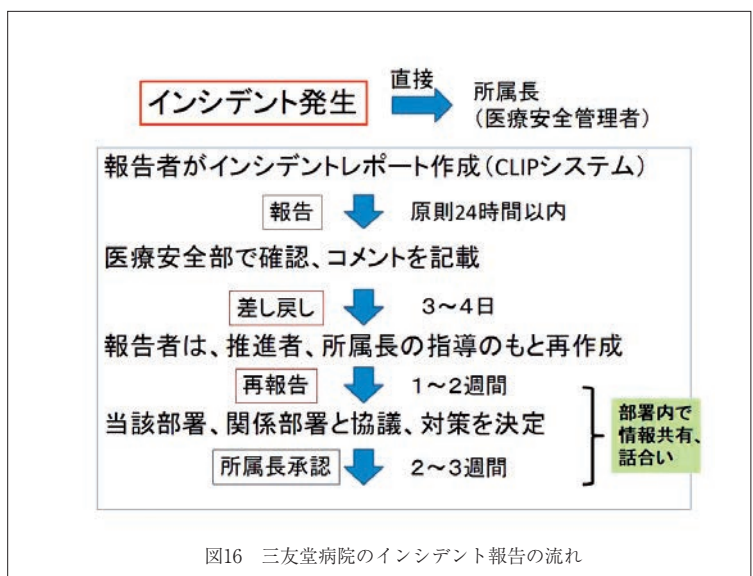 インシデント発生
直接
所属長
(医療安全管理者)
報告者がインシデントレポート作成(CLIPシステム)
報告 原則24時間以内
医療安全部で確認、コメントを記載
差し戻し 3~4日
報告者は、推進者、所属長の指導のもと再作成
再報告 1~2週間
当該部署、関係部署と協議、対策を決定
所属長承認 2~3週間
部署内で
情報共有、
話合い
図16 三友堂病院のインシデント報告の流れ